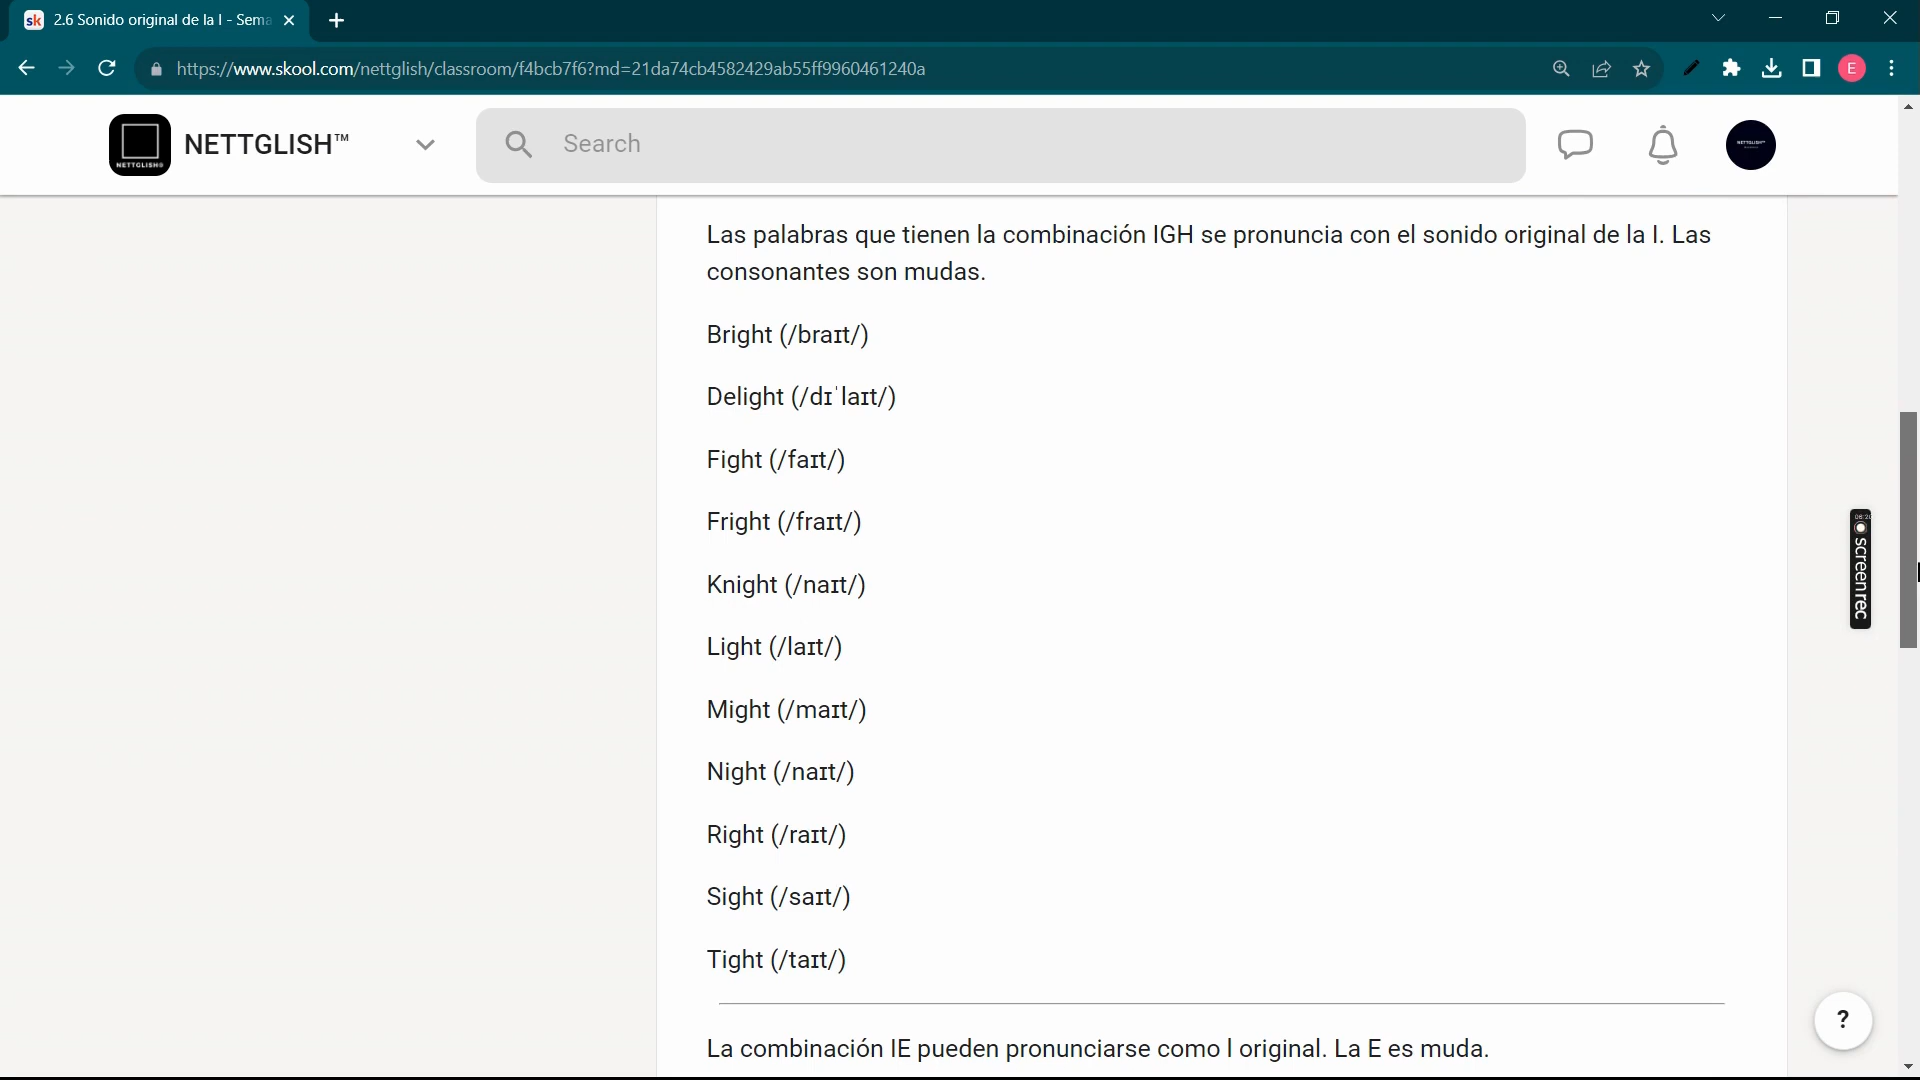 sk 2.6 Sonido original de la I - Sema
https://www.skool.com/nettglish/classroom/f4bcb7f6?md=21da74cb4582429ab55ff9960461240a
E
NETTGLISH®
NETTGLISH™
Search
NETTGLISH™
Las palabras que tienen la combinación IGH se pronuncia con el sonido original de la I. Las
consonantes son mudas.
Bright (/braɪt/)
Delight (/dɪˈlaɪt/)
Fight (/faɪt/)
Fright (/fraɪt/)
Knight (/naɪt/)
Light (/laɪt/)
Might (/maɪt/)
Night (/naɪt/)
Right (/raɪt/)
Sight (/saɪt/)
Tight (/taɪt/)
screenrec
?
La combinación IE pueden pronunciarse como I original. La E es muda.